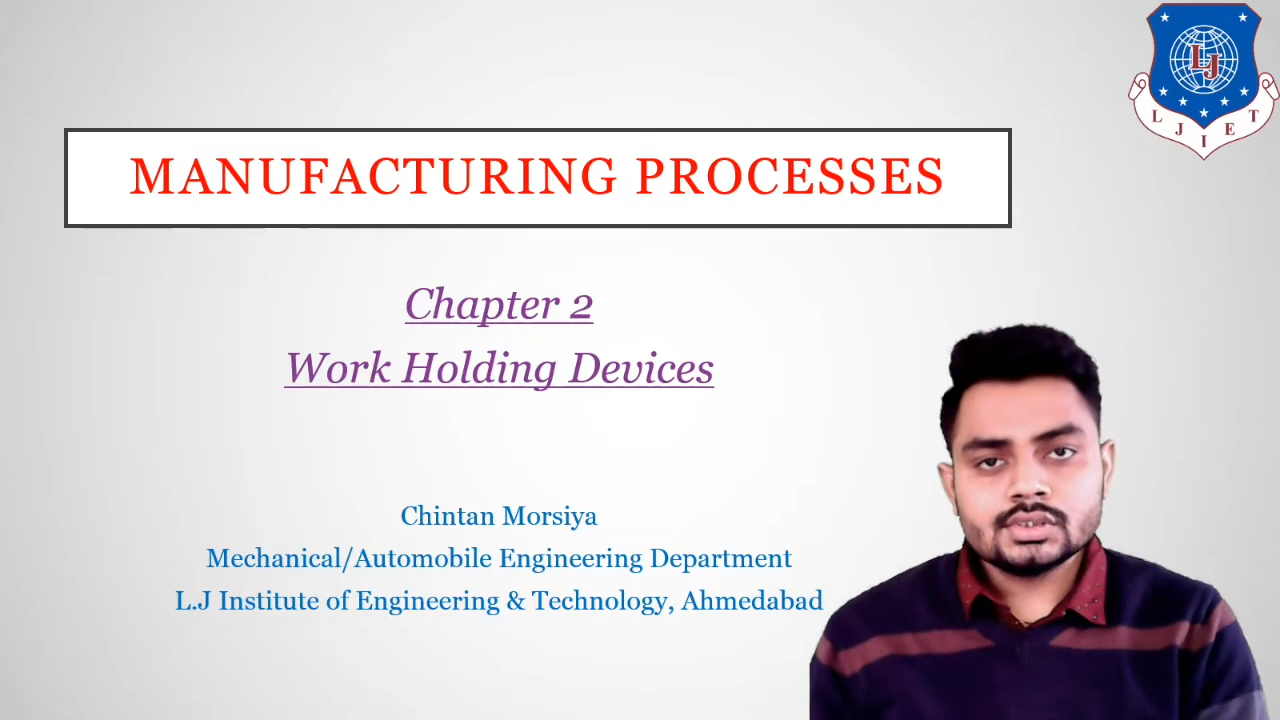 MANUFACTURING PROCESSES
Chapter 2
Work Holding Devices
Chintan Morsiya
Mechanical/Automobile Engineering Department
L.J Institute of Engineering & Technology, Ahmedabad
LJ
L J I E T